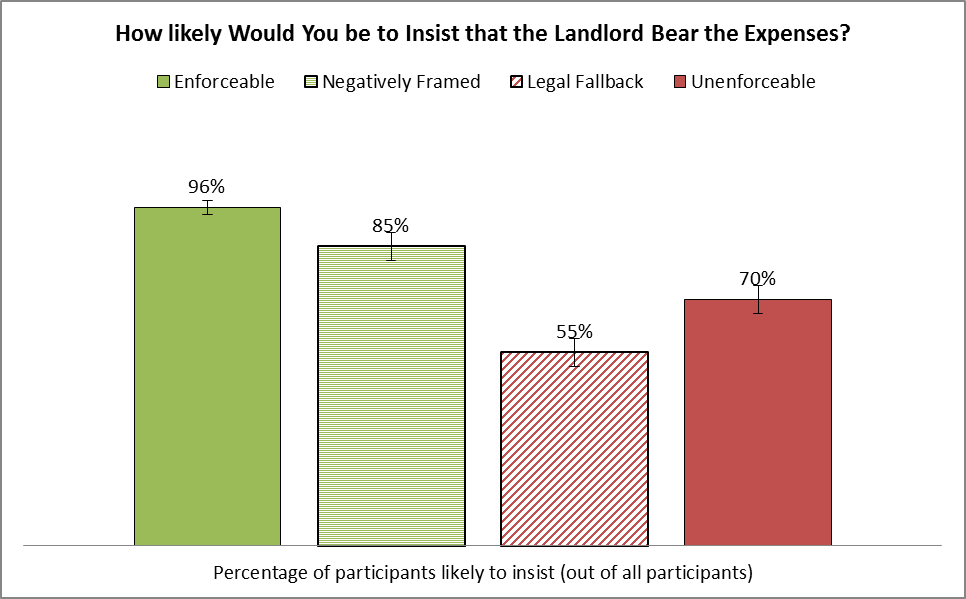 How likely Would You be to Insist that the Landlord Bear the Expenses?
Enforceable Negatively Framed Legal Fallback Unenforceable
96%
85%
55%
70%
Percentage of participants likely to insist (out of all participants)